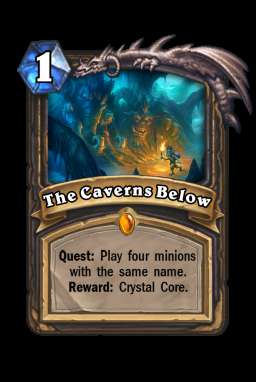 1
The Caverns Below
Quest: Play four minions
with the same name.
Reward: Crystal Core.